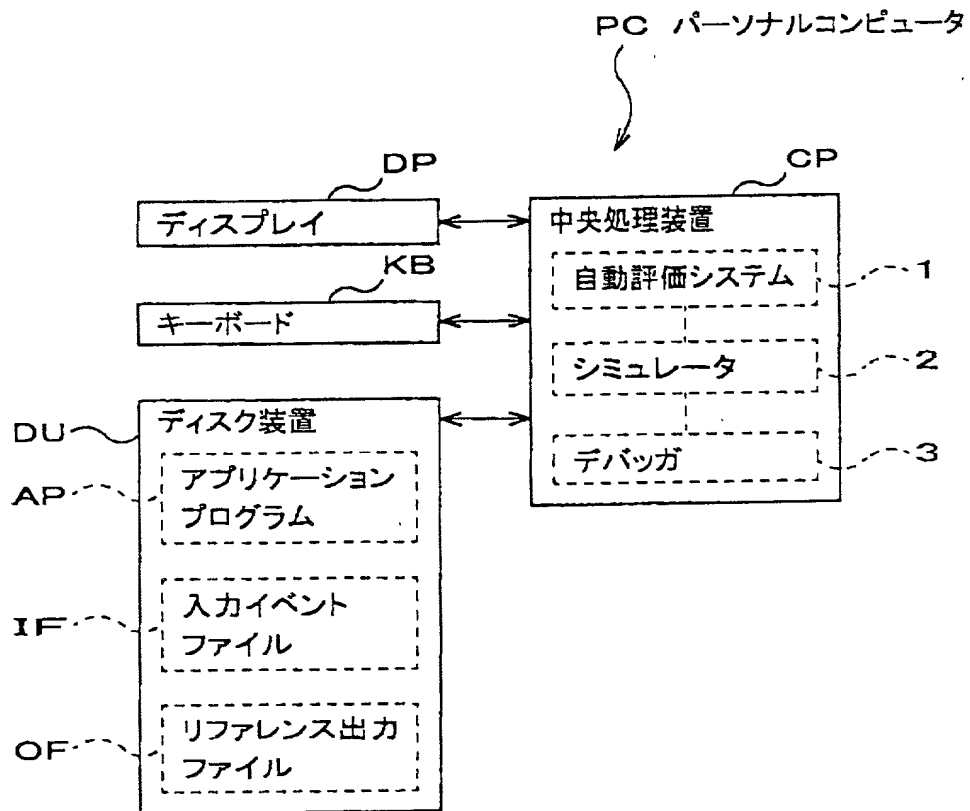 PC パーソナルコンピュータ
DP
ディスプレイ
KB
キーボード
CP
中央処理装置
自動評価システム
1
シミュレータ
2
デバッガ
3
DU
ディスク装置
AP
アプリケーション
プログラム
IF
入力イベント
ファイル
OF
リファレンス出力
ファイル